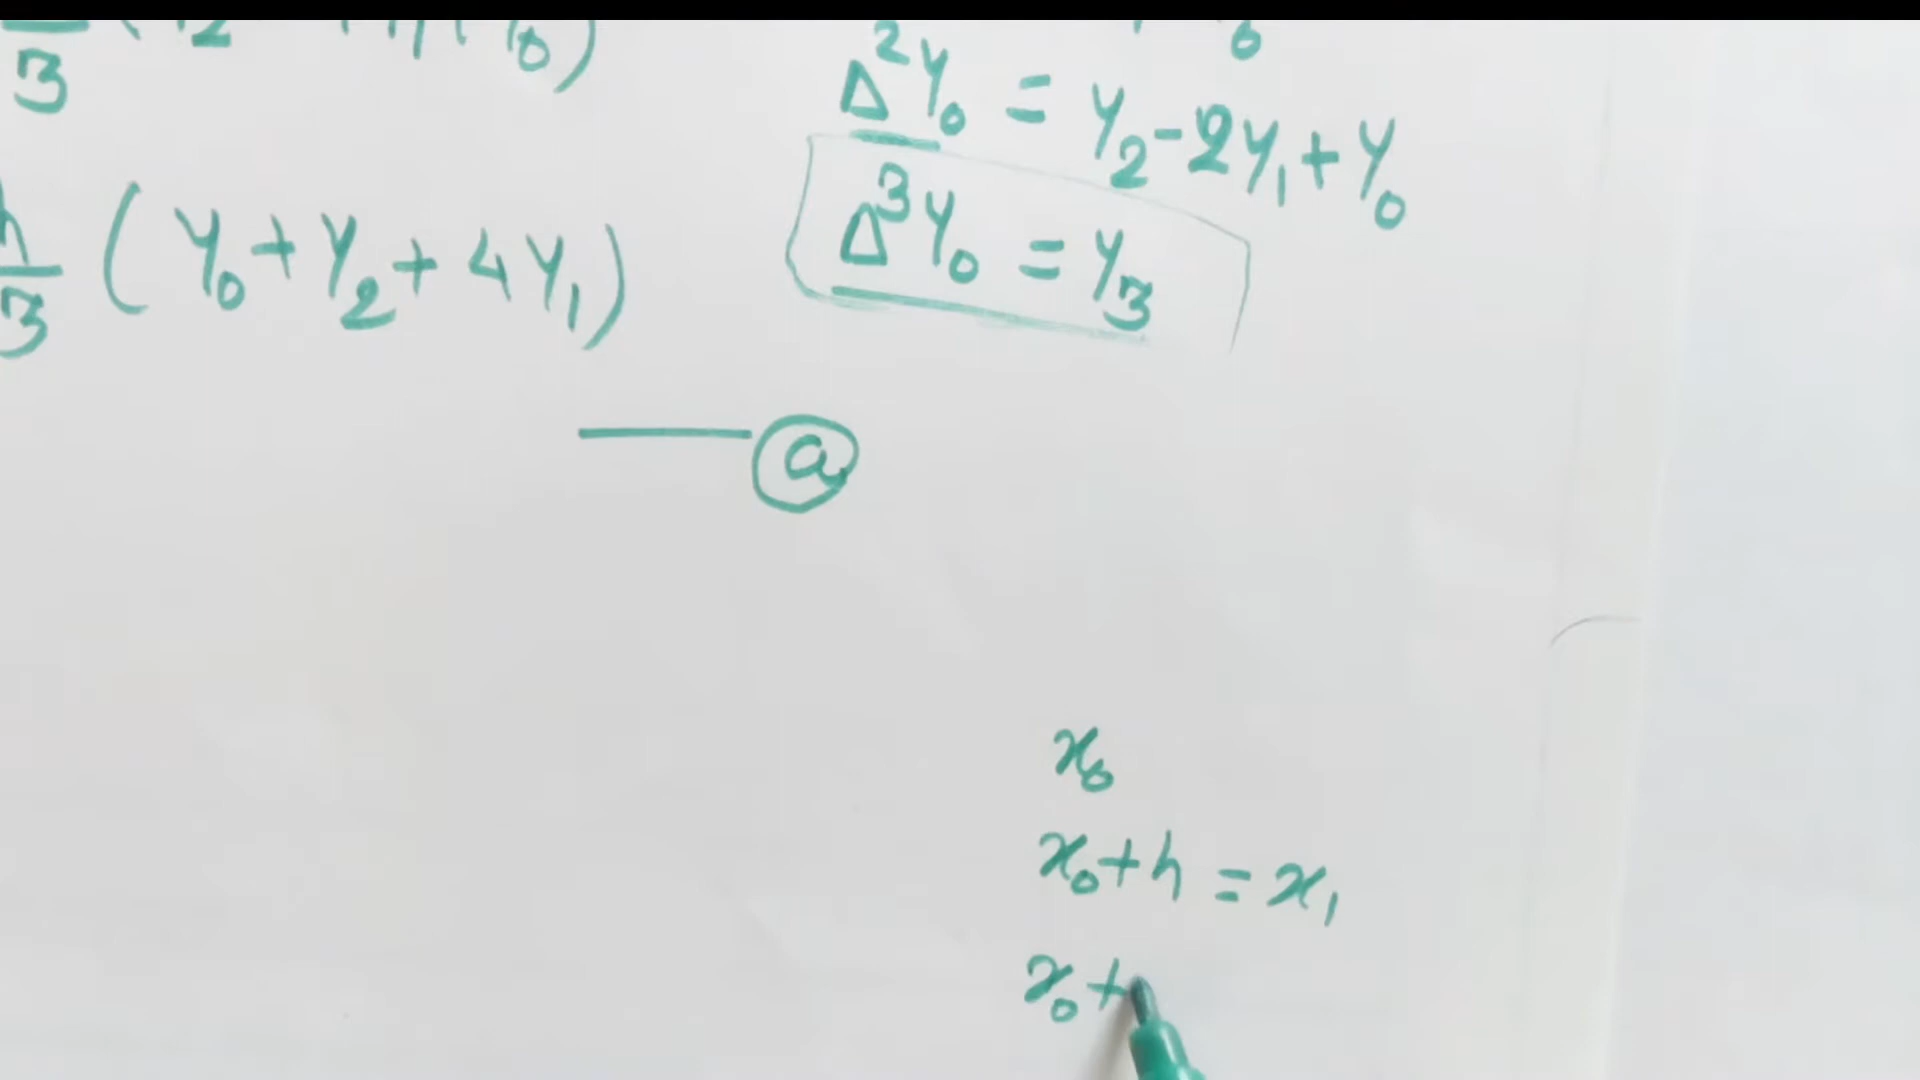 Δ²y₀ = y₂ - 2y₁ + y₀
h/3 (y₀ + y₂ + 4y₁)
Δ³y₀ = y₃
a
x₀
x₀ + h = x₁
x₀ +